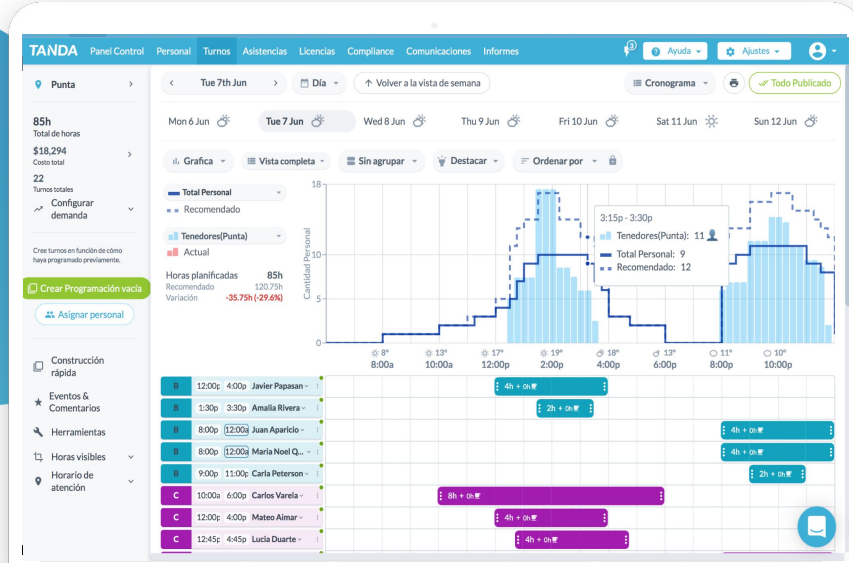 TANDA Panel Control Personal Turnos Asistencias Licencias Compliance Comunicaciones Informes 3 Ayuda Ajustes
Punta
Tue 7th Jun Día Volver a la vista de semana Cronograma Todo Publicado
85h
Total de horas
$18,294
Costo total
22
Turnos totales
Configurar
demanda
Cree turnos en función de cómo
haya programado previamente.
Crear Programación vacía
Asignar personal
Construcción
rápida
Eventos &
Comentarios
Herramientas
Horas visibles
Horario de
atención
Mon 6 Jun Tue 7 Jun Wed 8 Jun Thu 9 Jun Fri 10 Jun Sat 11 Jun Sun 12 Jun
Grafica Vista completa Sin agrupar Destacar Ordenar por
Total Personal
Recomendado
Tenedores(Punta)
Actual
Horas planificadas 85h
Recomendado 120.75h
Variación -35.75h (-29.6%)
Cantidad Personal
18
10
5
0
3:15p - 3:30p
Tenedores(Punta): 11
Total Personal: 9
Recomendado: 12
8° 13° 17° 19° 18° 13° 11° 10°
8:00a 10:00a 12:00p 2:00p 4:00p 6:00p 8:00p 10:00p
B 12:00p 4:00p Javier Papasan 4h + 0h
B 1:30p 3:30p Amalia Rivera 2h + 0h
B 8:00p 12:00a Juan Aparicio 4h + 0h
B 8:00p 12:00a Maria Noel Q... 4h + 0h
B 9:00p 11:00p Carla Peterson 2h + 0h
C 10:00a 6:00p Carlos Varela 8h + 0h
C 12:00p 4:00p Mateo Aimar 4h + 0h
C 12:45p 4:45p Lucia Duarte 4h + 0h